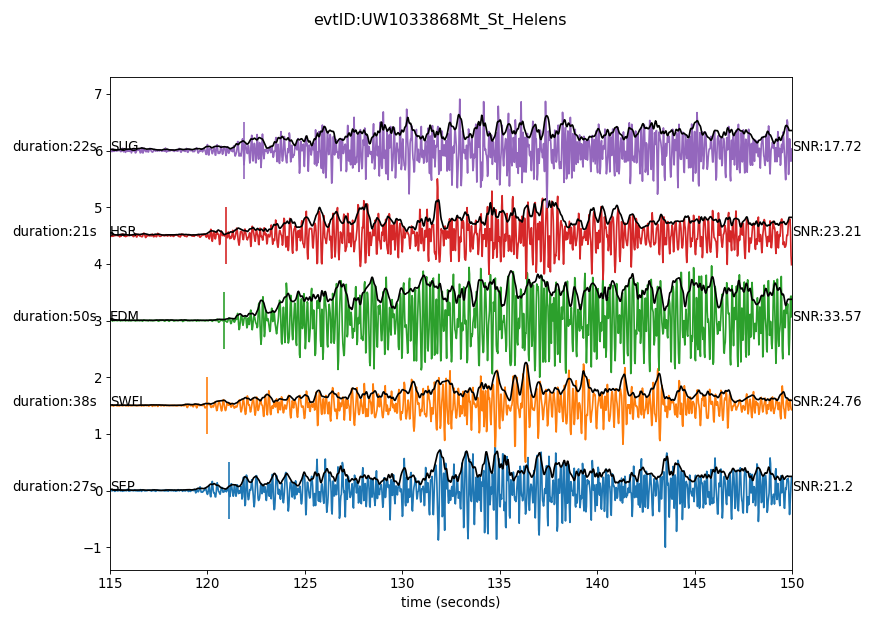 evtID:UW1033868Mt_St_Helens
7
duration:22s
6
SUG
SNR:17.72
5
duration:21s
HSR
SNR:23.21
4
duration:50s
3
EDM
SNR:33.57
2
duration:38s
SWFL
SNR:24.76
1
duration:27s
0
SEP
SNR:21.2
−1
115 120 125 130 135 140 145 150
time (seconds)